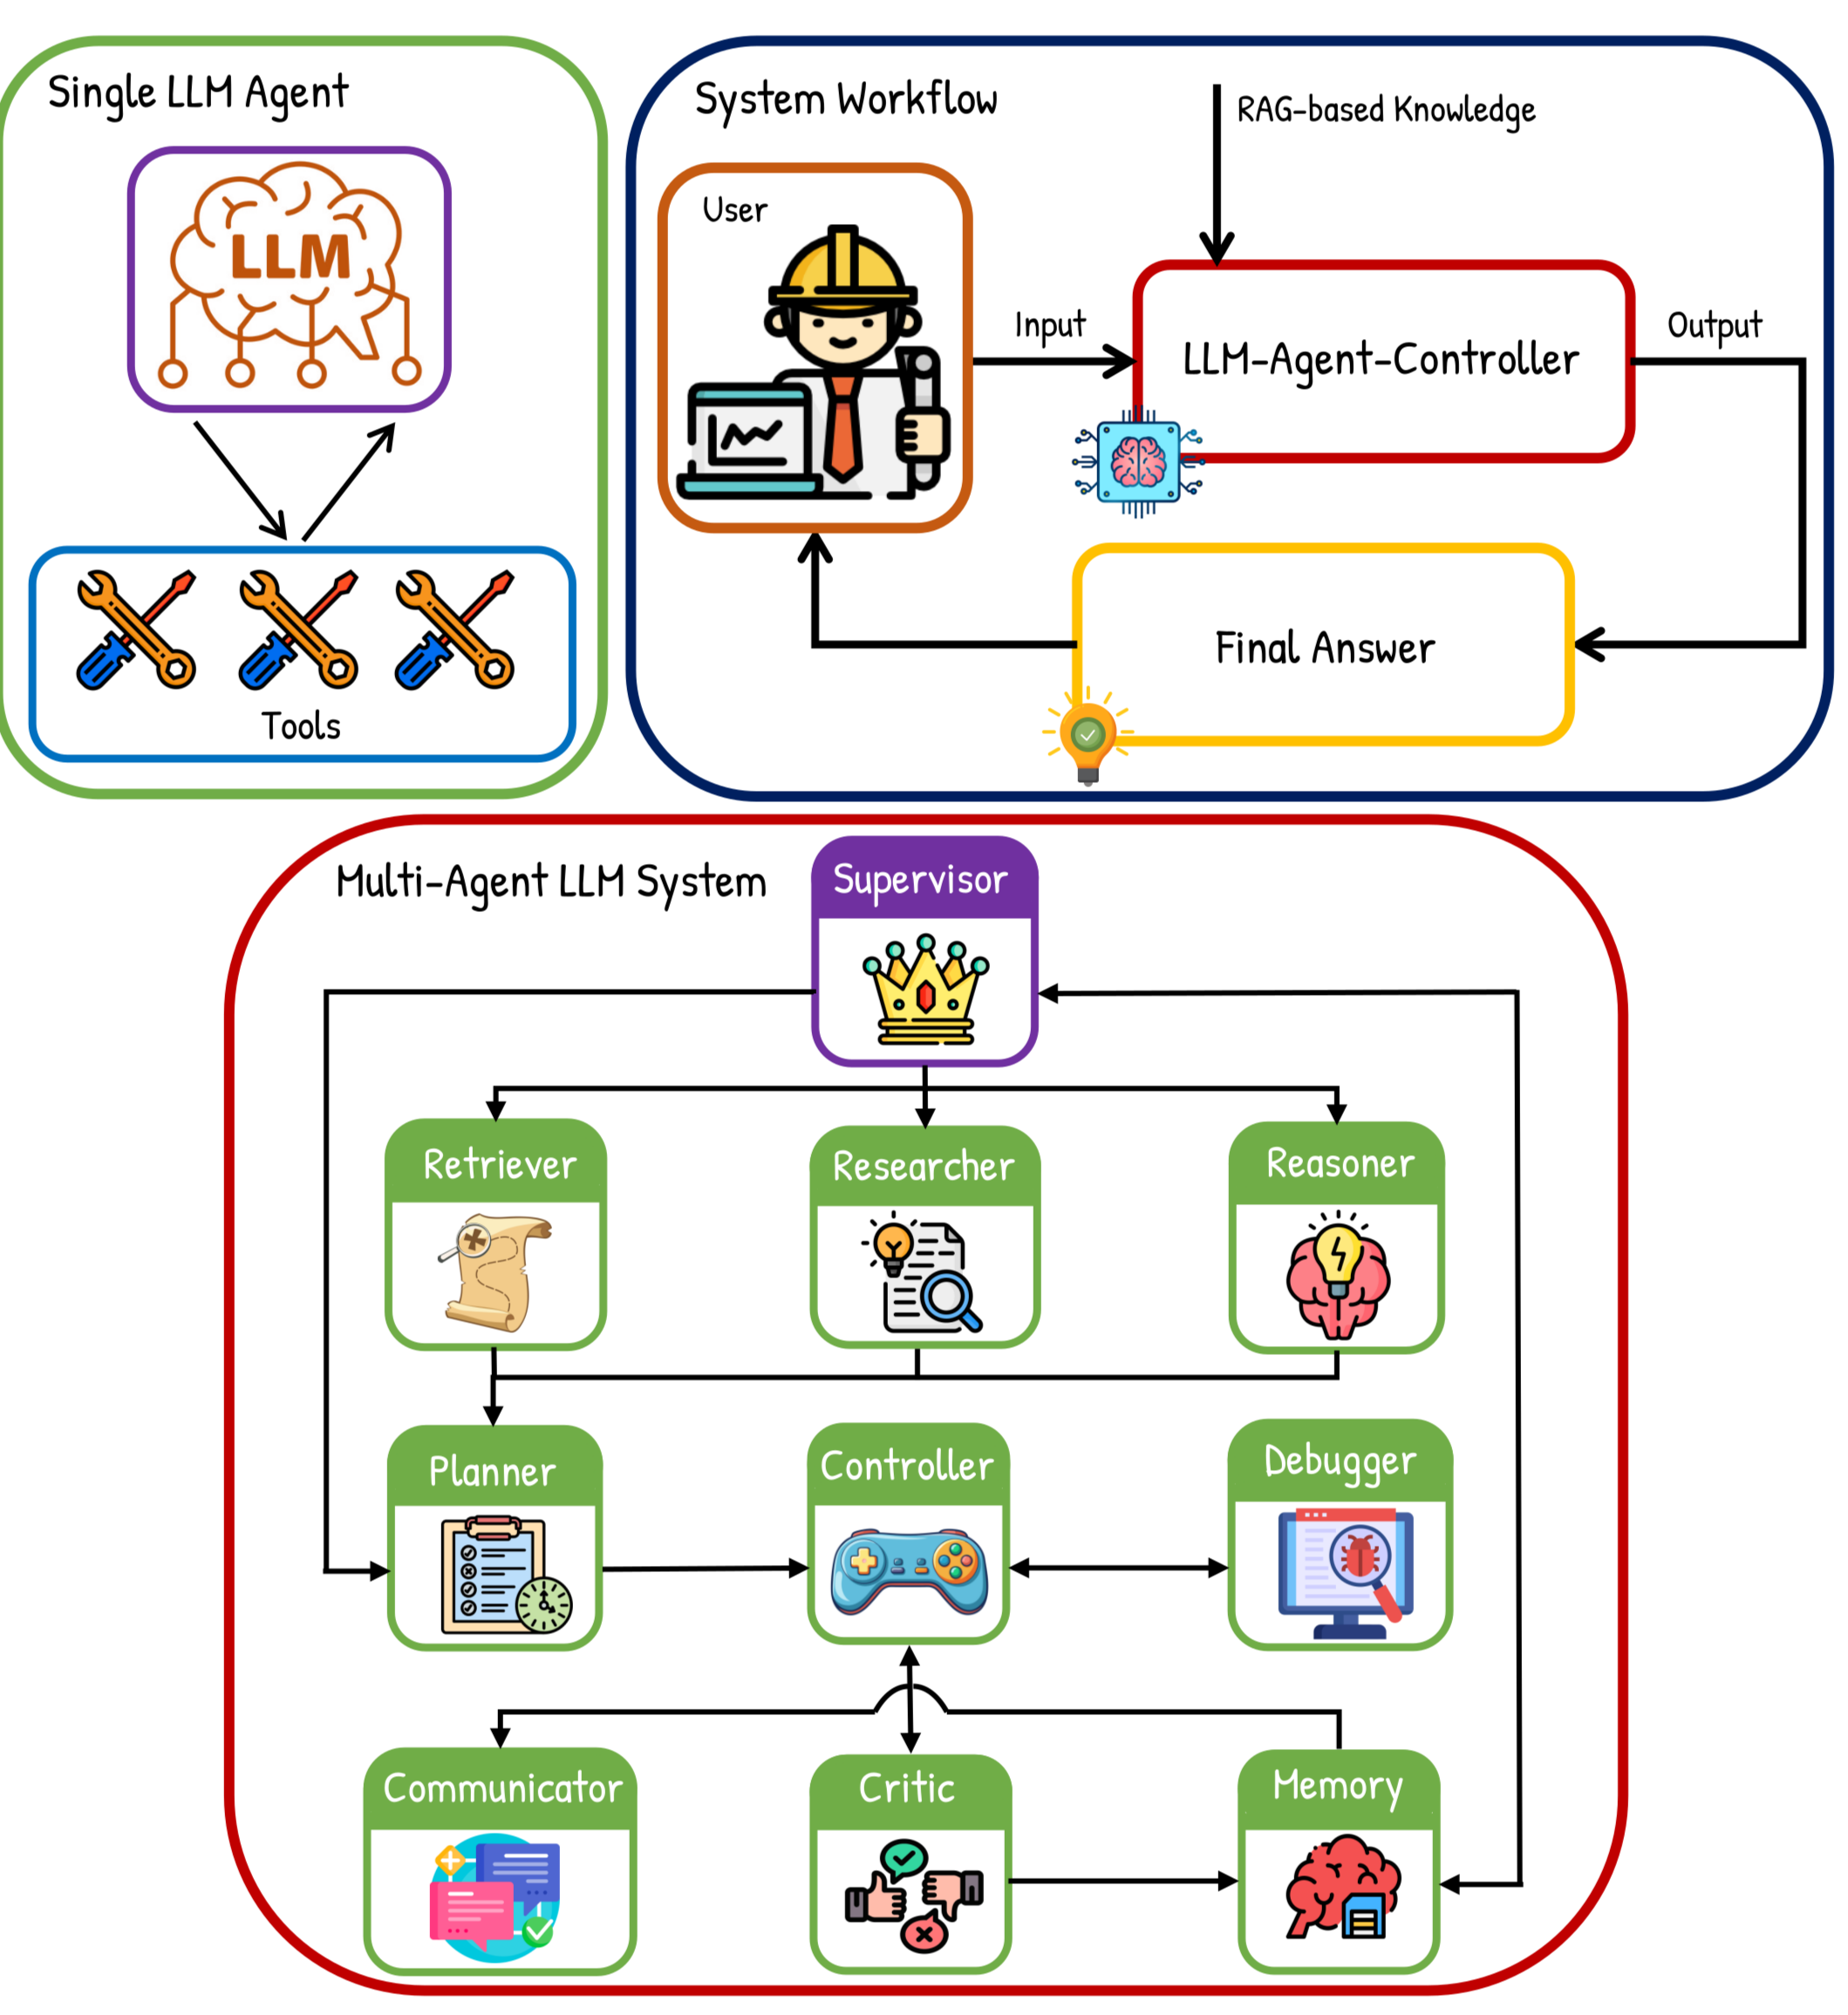 Single LLM Agent
LLM
Tools
System Workflow
RAG-based Knowledge
User
Input
LLM-Agent-Controller
Output
Final Answer
Multi-Agent LLM System
Supervisor
Retriever
Researcher
Reasoner
Planner
Controller
Debugger
Communicator
Critic
Memory